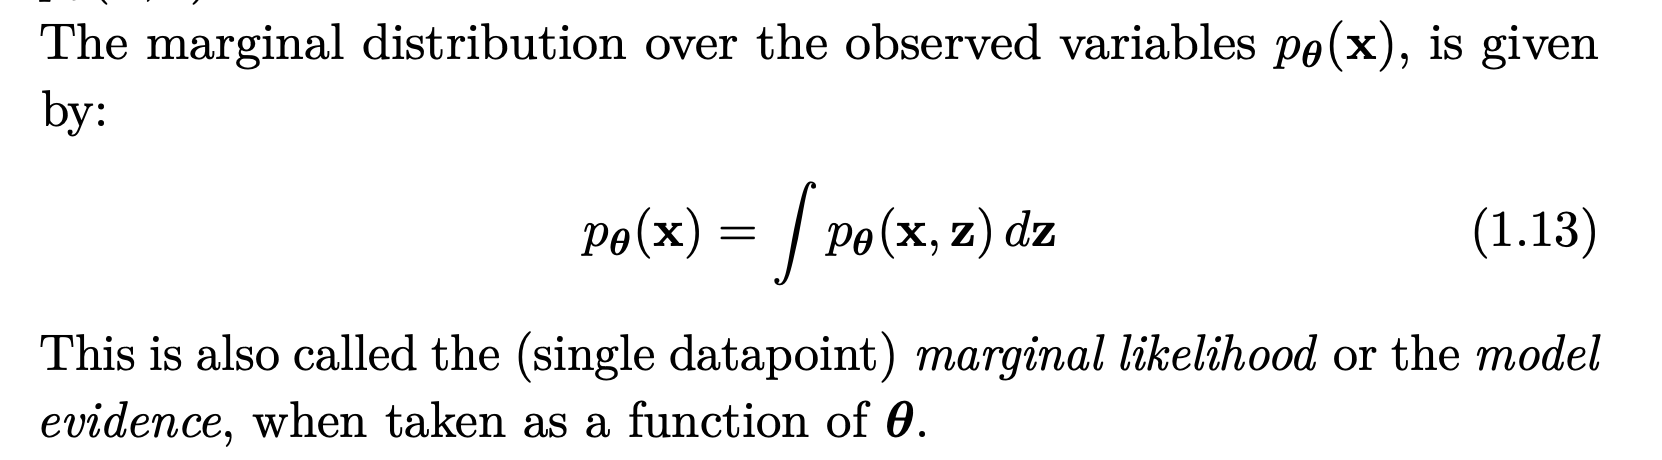 The marginal distribution over the observed variables p𝜽(𝐱), is given
by:
p𝜽(𝐱) = ∫ p𝜽(𝐱, 𝐳) d𝐳 (1.13)
This is also called the (single datapoint) marginal likelihood or the model
evidence, when taken as a function of 𝜽.